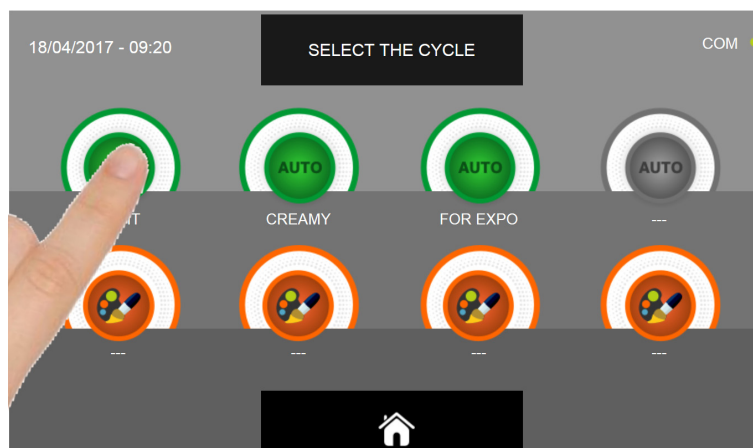 18/04/2017 - 09:20
SELECT THE CYCLE
COM
AUTO AUTO AUTO
CREAMY FOR EXPO ---
--- --- --- ---